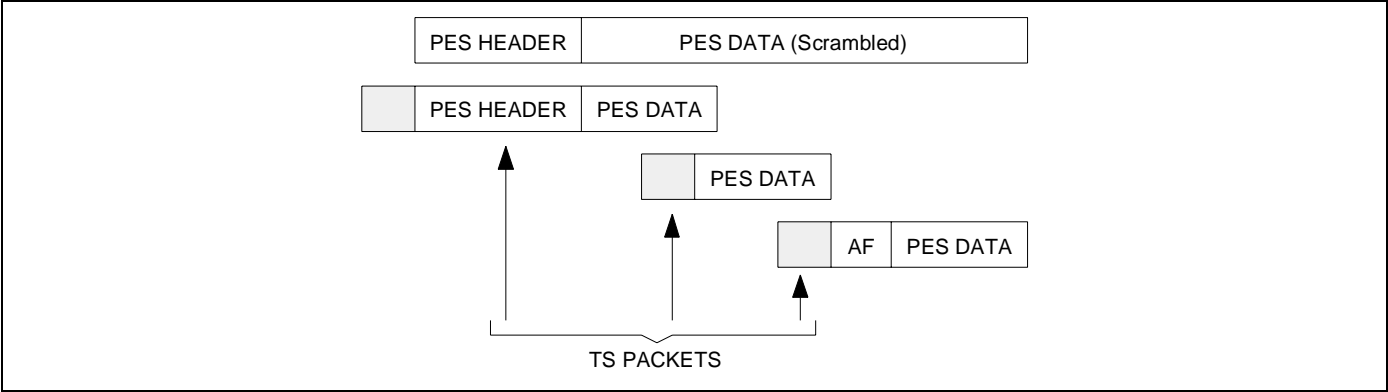 PES HEADER PES DATA (Scrambled)
PES HEADER PES DATA
PES DATA
AF PES DATA
TS PACKETS